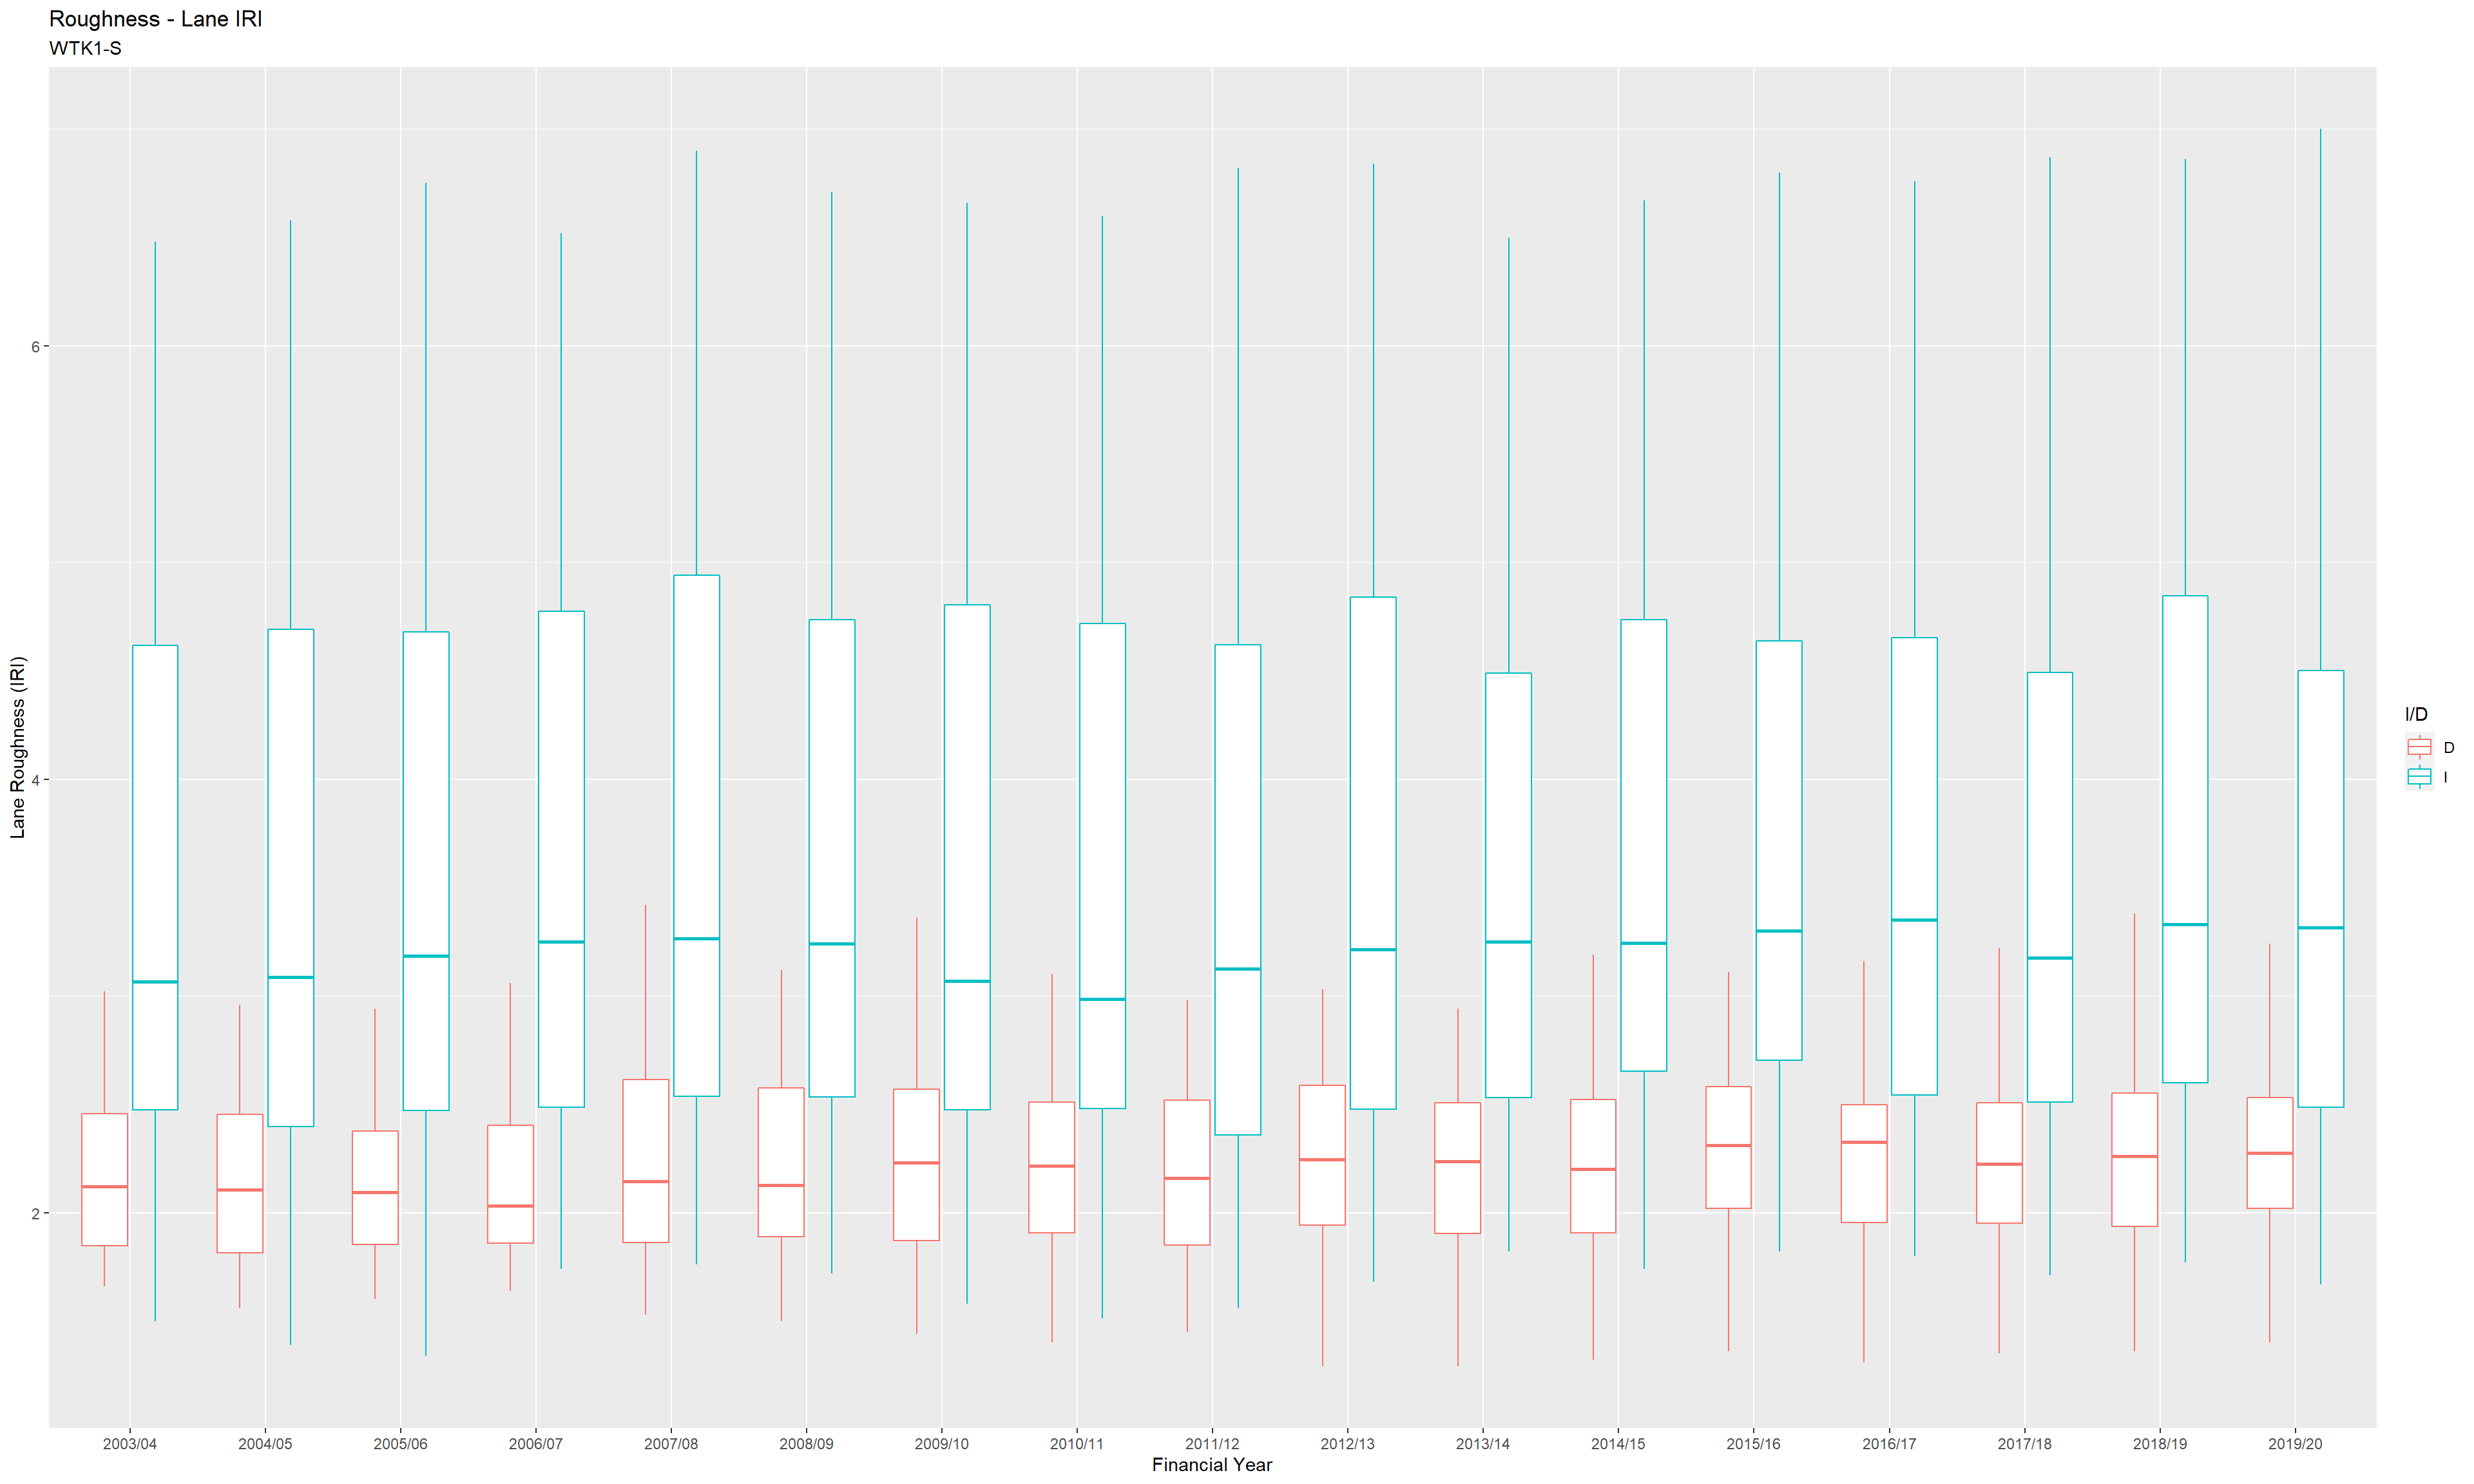 Roughness - Lane IRI
WTK1-S
Lane Roughness (IRI)
6
4
2
2003/04 2004/05 2005/06 2006/07 2007/08 2008/09 2009/10 2010/11 2011/12 2012/13 2013/14 2014/15 2015/16 2016/17 2017/18 2018/19 2019/20
Financial Year
I/D
D
I